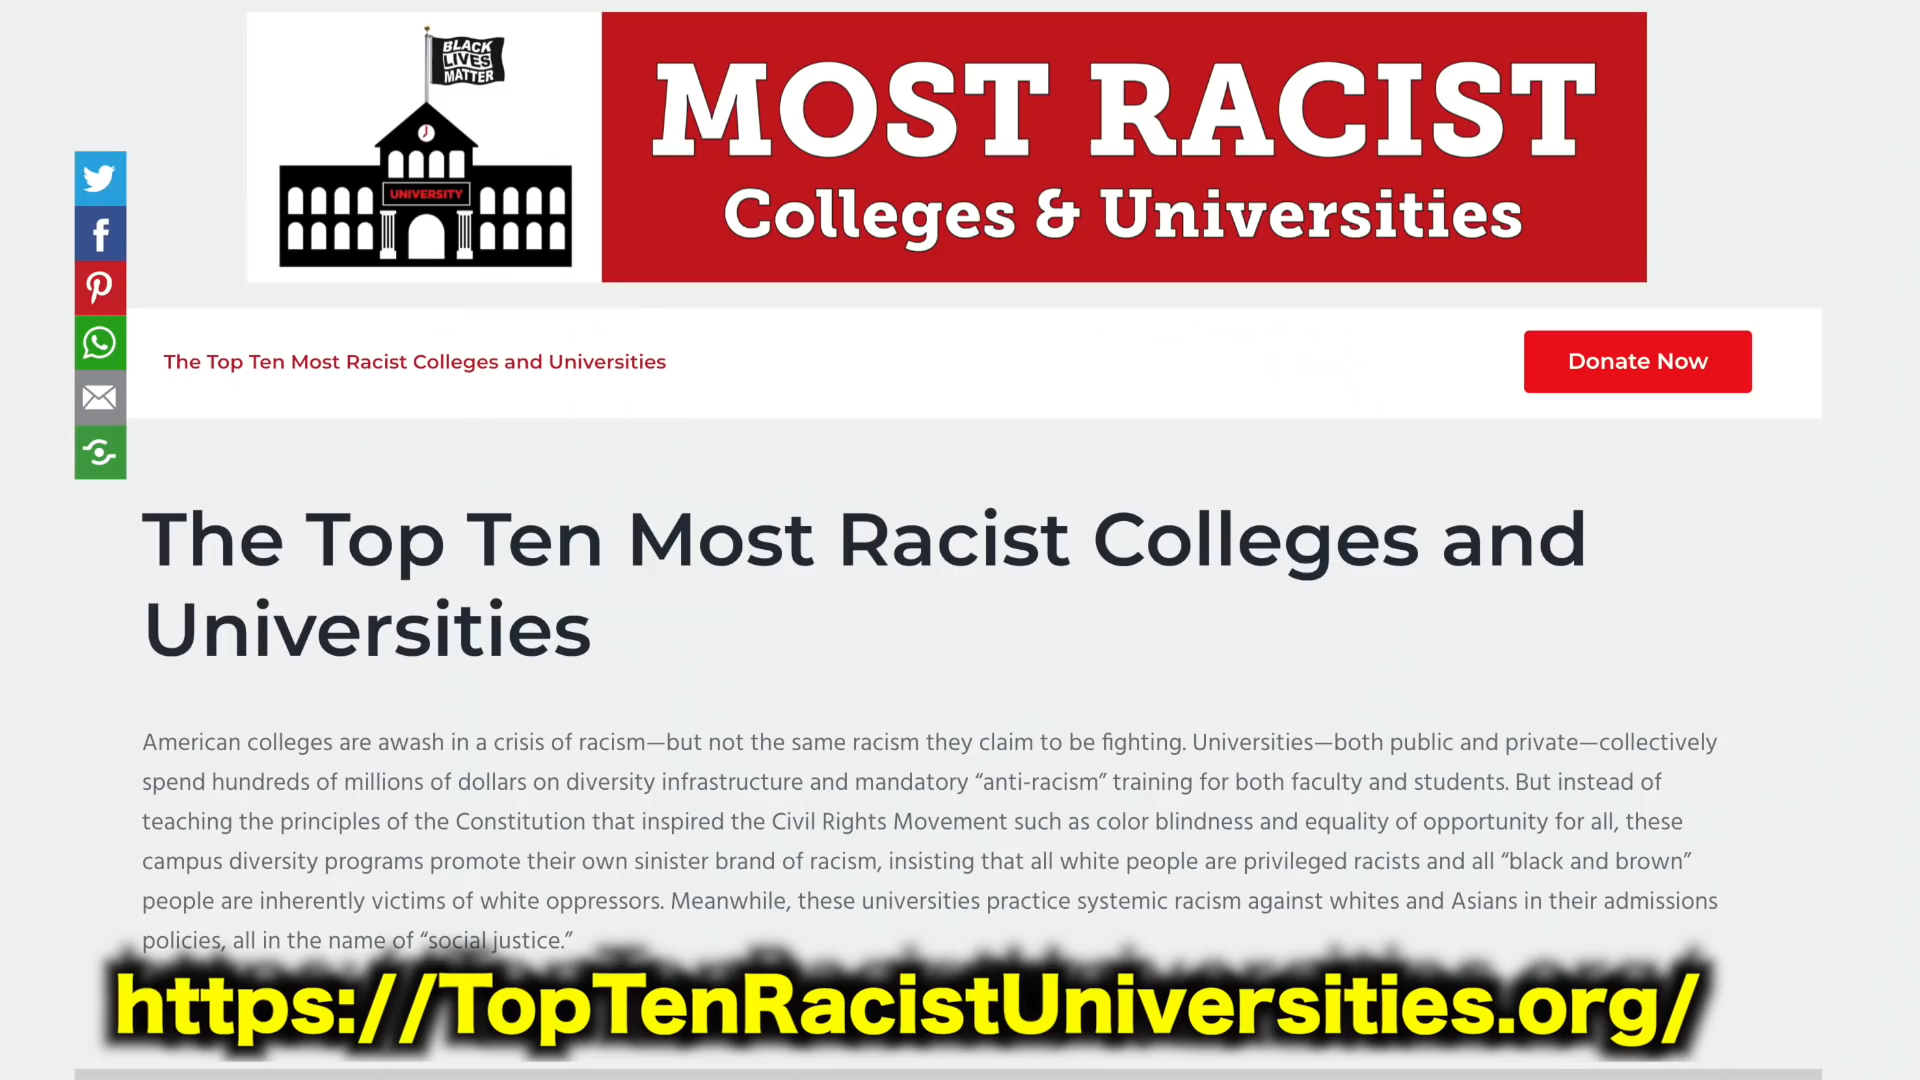 BLACK
LIVES
MATTER
UNIVERSITY
MOST RACIST
Colleges & Universities
The Top Ten Most Racist Colleges and Universities
Donate Now
The Top Ten Most Racist Colleges and
Universities
American colleges are awash in a crisis of racism—but not the same racism they claim to be fighting. Universities—both public and private—collectively
spend hundreds of millions of dollars on diversity infrastructure and mandatory “anti-racism” training for both faculty and students. But instead of
teaching the principles of the Constitution that inspired the Civil Rights Movement such as color blindness and equality of opportunity for all, these
campus diversity programs promote their own sinister brand of racism, insisting that all white people are privileged racists and all “black and brown”
people are inherently victims of white oppressors. Meanwhile, these universities practice systemic racism against whites and Asians in their admissions
policies, all in the name of “social justice.”
https://TopTenRacistUniversities.org/